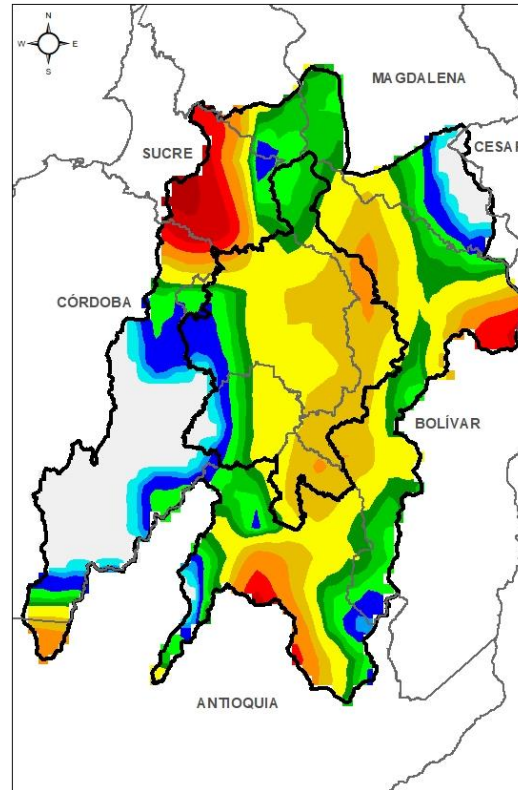 N
W E
S
MAGDALENA
CESAR
SUCRE
CÓRDOBA
BOLÍVAR
ANTIOQUIA